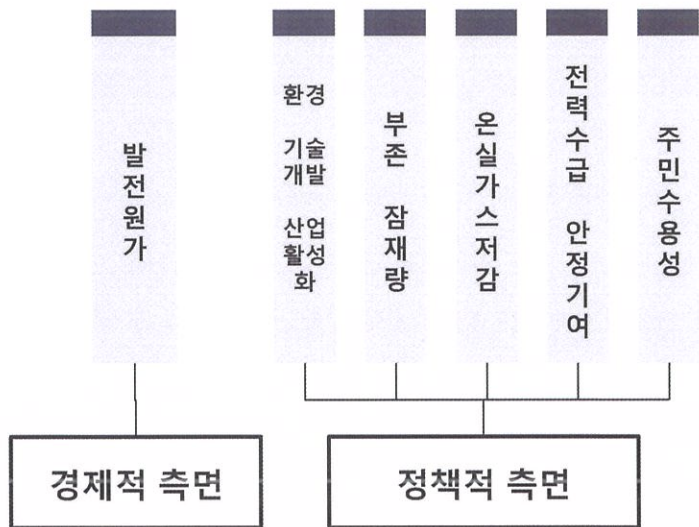 발전원가
환경
기술
개발
산업
활성
화
부존 잠재량
온실가스저감
전력수급 안정기여
주민수용성
경제적 측면
정책적 측면